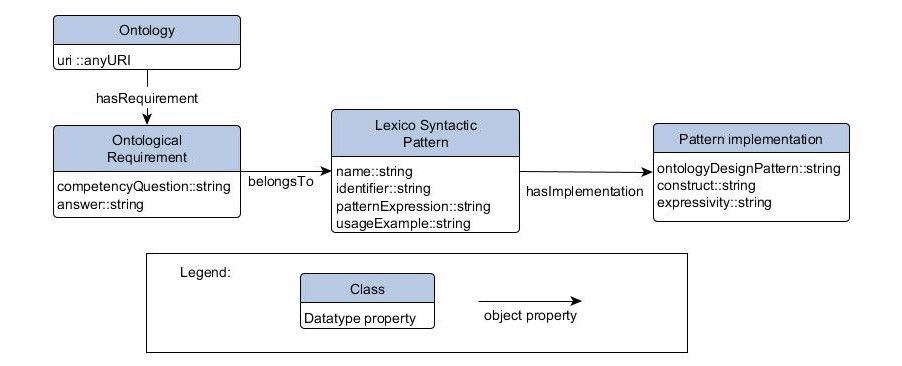 Ontology
uri ::anyURI
hasRequirement
Ontological
Requirement
competencyQuestion::string
answer::string
belongsTo
Lexico Syntactic
Pattern
name::string
identifier::string
patternExpression::string
usageExample::string
hasImplementation
Pattern implementation
ontologyDesignPattern::string
construct::string
expressivity::string
Legend:
Class
Datatype property
object property